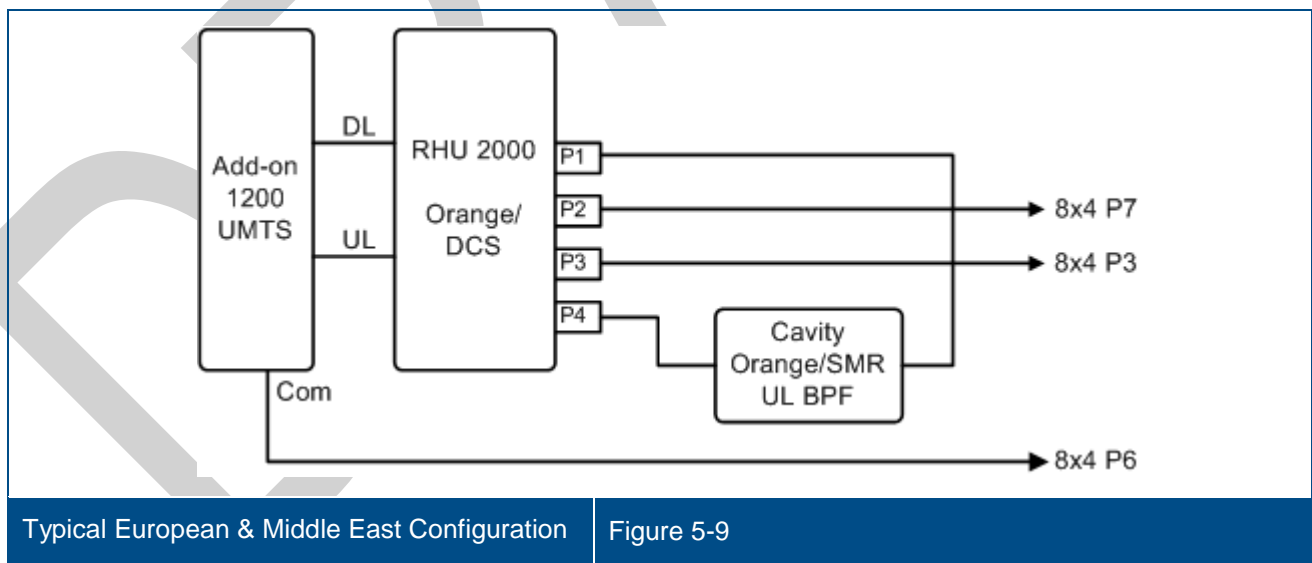 Add-on
1200
UMTS
DL
UL
Com
RHU 2000
Orange/
DCS
P1
P2
P3
P4
Cavity
Orange/SMR
UL BPF
8x4 P7
8x4 P3
8x4 P6
Typical European & Middle East Configuration
Figure 5-9